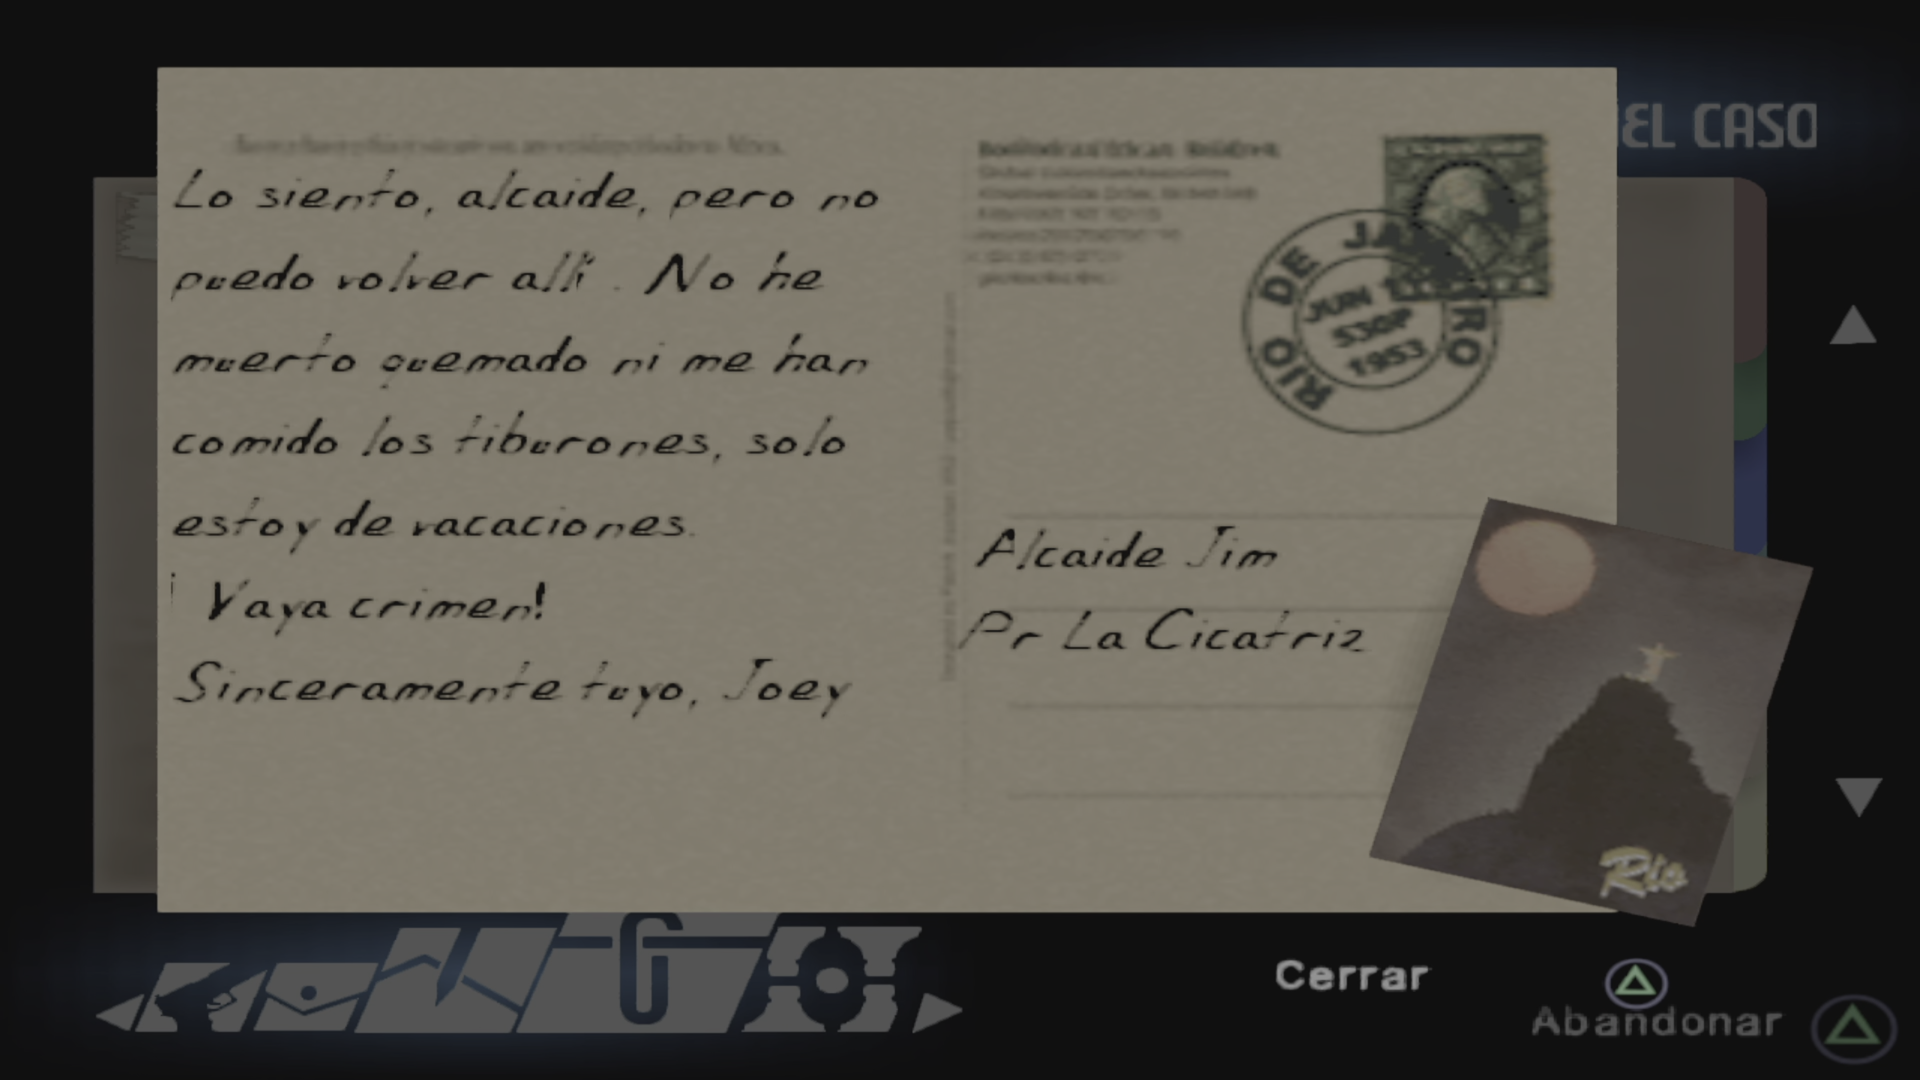 EL CASO
Lo siento, alcaide, pero no
puedo volver allí . No he
muerto quemado ni me han
comido los tiburones, solo
estoy de vacaciones.
¡ Vaya crimen!
Sinceramente tuyo, Joey
RIO DE JANEIRO
JUN 1
530P
1953
Alcaide Jim
Pr La Cicatriz
Rio
Cerrar
Abandonar